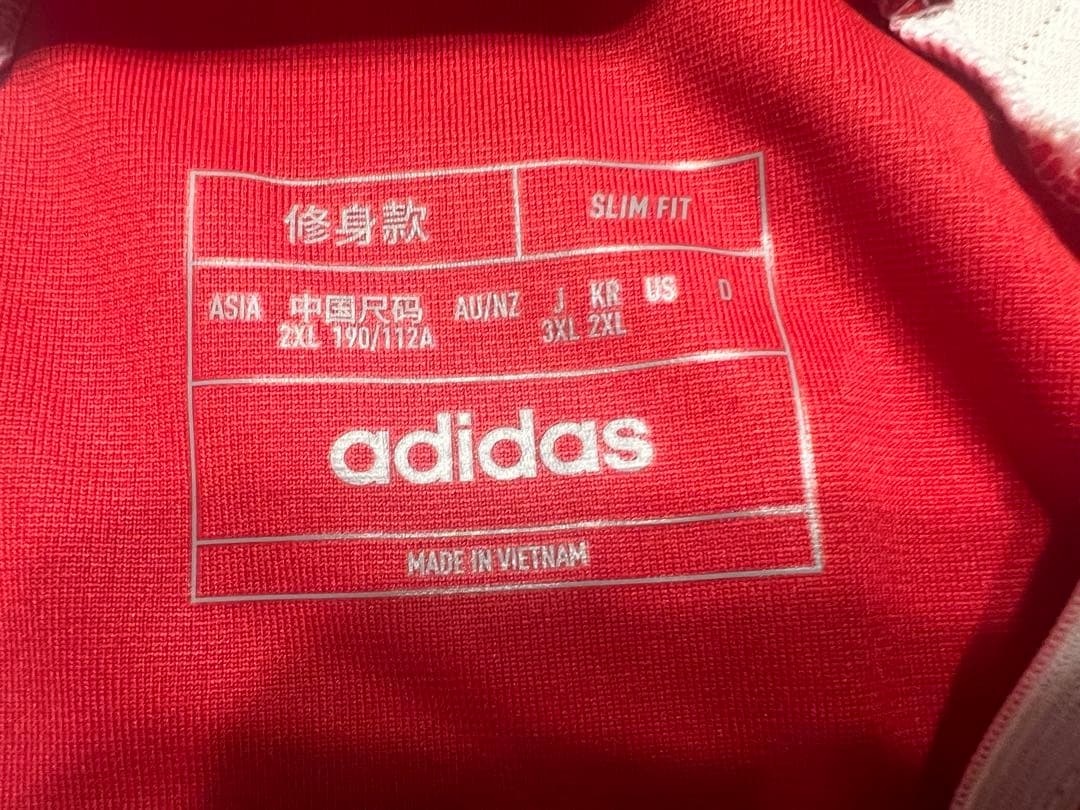 修身款 SLIM FIT
ASIA 中国尺码 AU/NZ J KR US D
2XL 190/112A 3XL 2XL
adidas
MADE IN VIETNAM